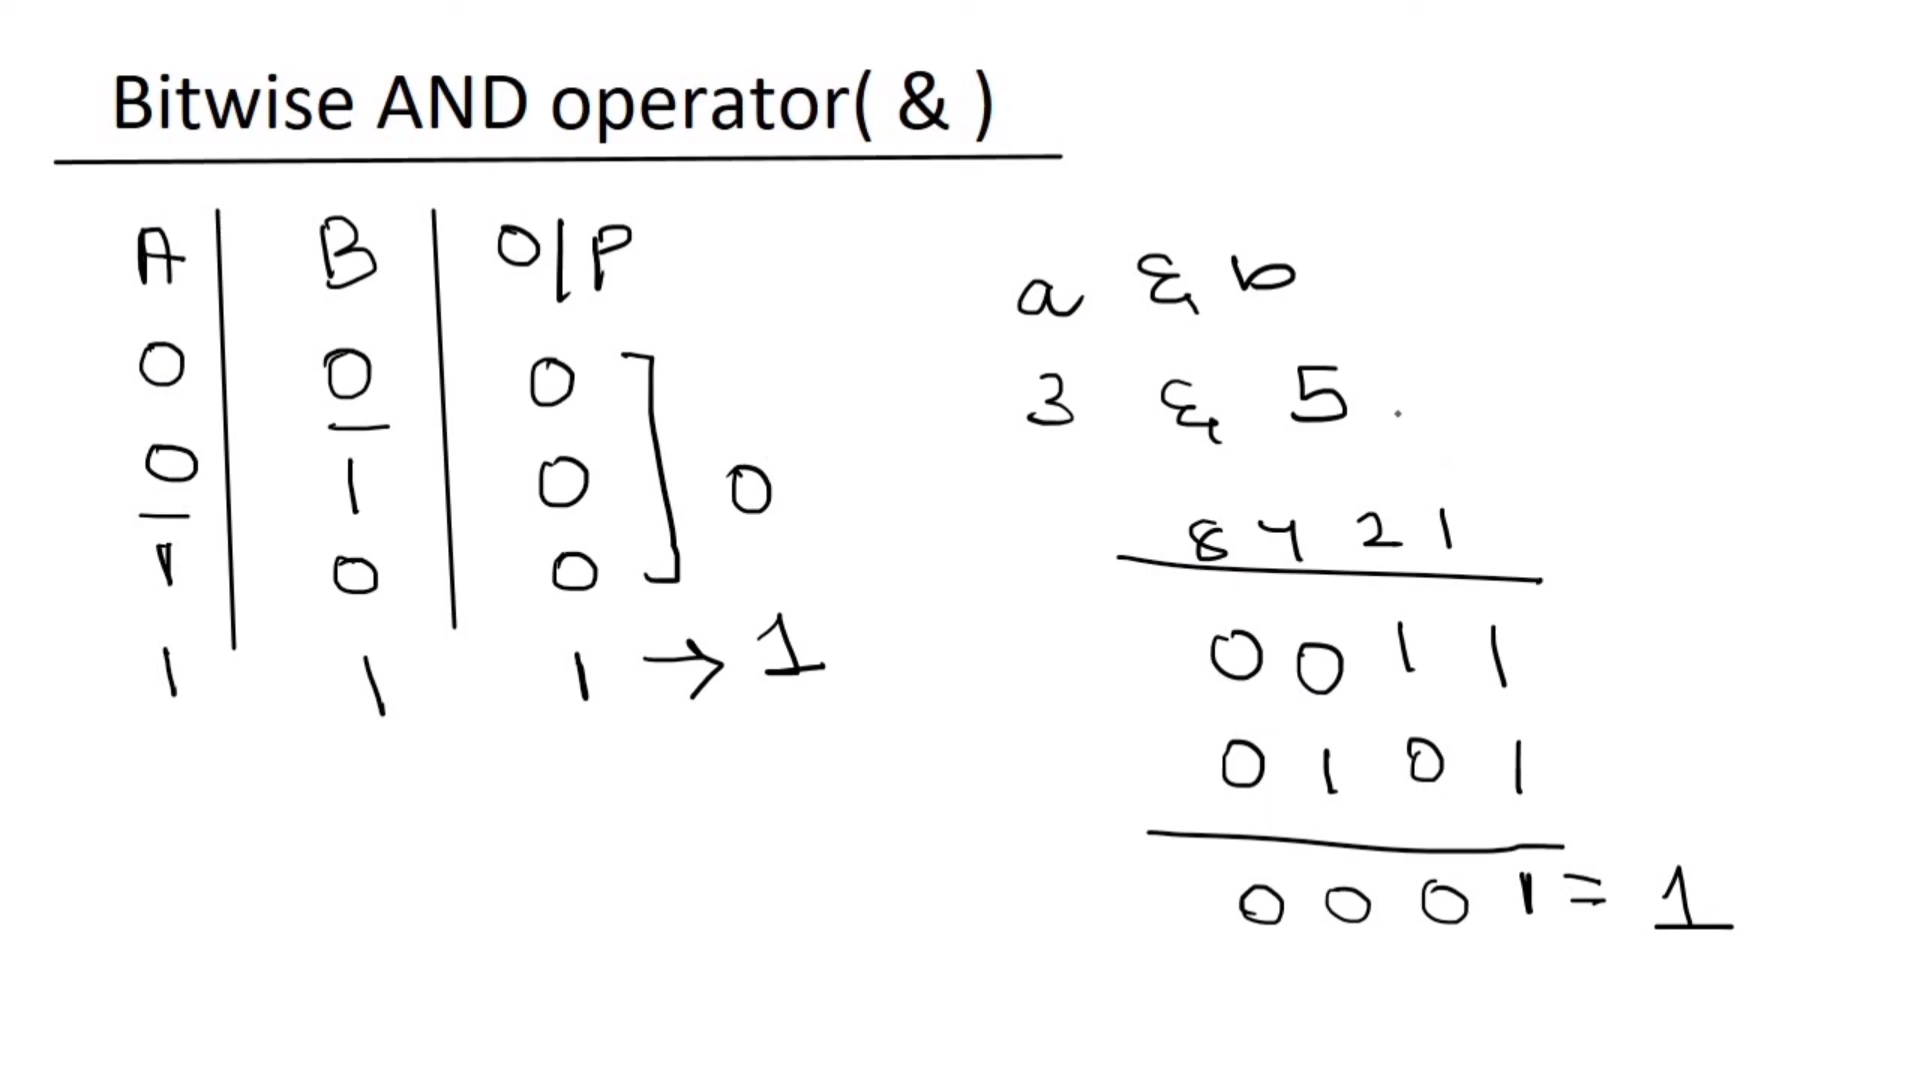 Bitwise AND operator( & )
A B O|P
0 0 0
0 1 0
1 0 0
0
1 1 1 → 1
a & b
3 & 5 .
8 4 2 1
0 0 1 1
0 1 0 1
0 0 0 1 = 1